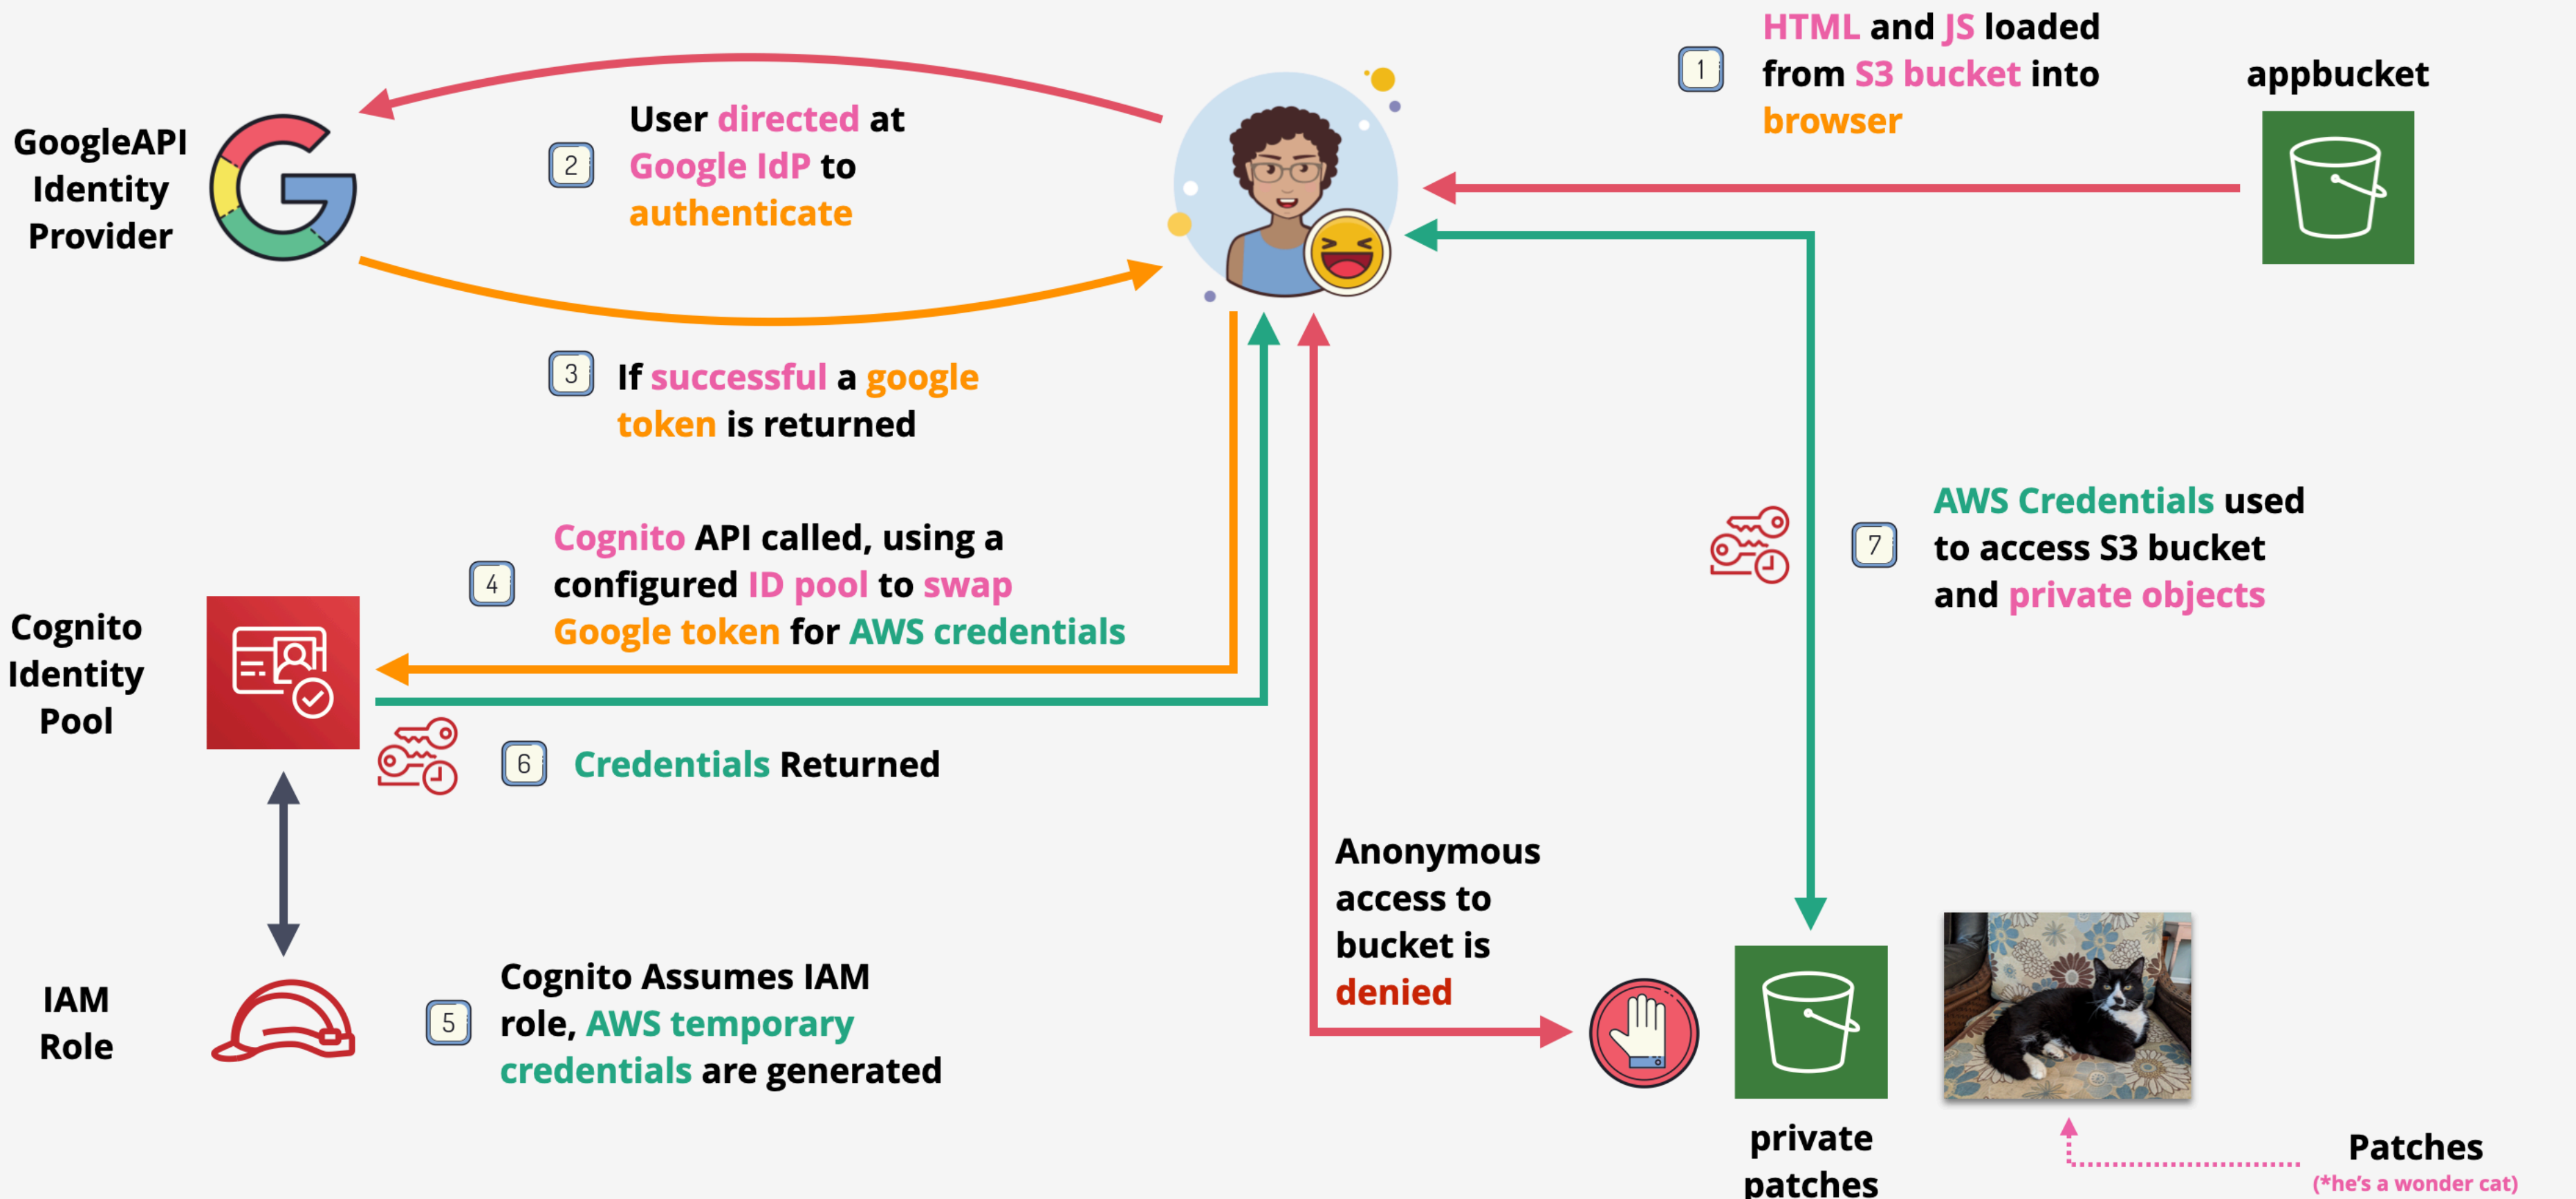 1
HTML and JS loaded
from S3 bucket into
browser
appbucket
GoogleAPI
Identity
Provider
2
User directed at
Google IdP to
authenticate
3
If successful a google
token is returned
4
Cognito API called, using a
configured ID pool to swap
Google token for AWS credentials
Cognito
Identity
Pool
6
Credentials Returned
7
AWS Credentials used
to access S3 bucket
and private objects
IAM
Role
5
Cognito Assumes IAM
role, AWS temporary
credentials are generated
Anonymous
access to
bucket is
denied
private
patches
Patches
(*he's a wonder cat)